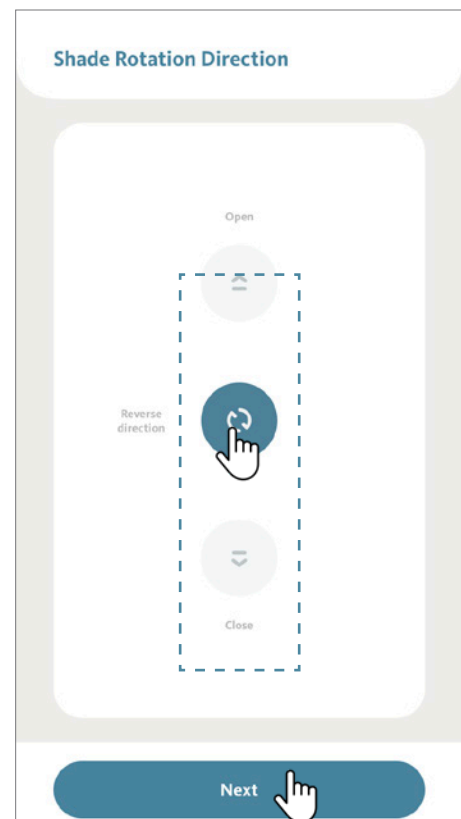 Shade Rotation Direction
Open
Reverse
direction
Close
Next